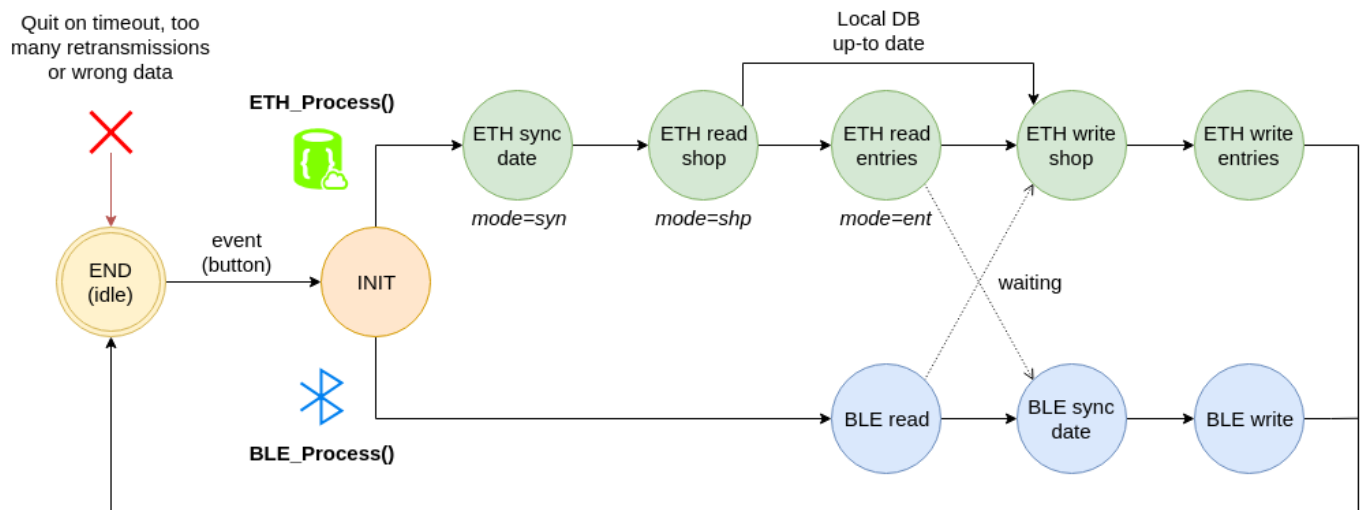 Quit on timeout, too
many retransmissions
or wrong data
Local DB
up-to date
ETH_Process()
{ }
ETH sync
date
ETH read
shop
ETH read
entries
ETH write
shop
ETH write
entries
mode=syn
mode=shp
mode=ent
event
(button)
END
(idle)
INIT
waiting
BLE read
BLE sync
date
BLE write
BLE_Process()